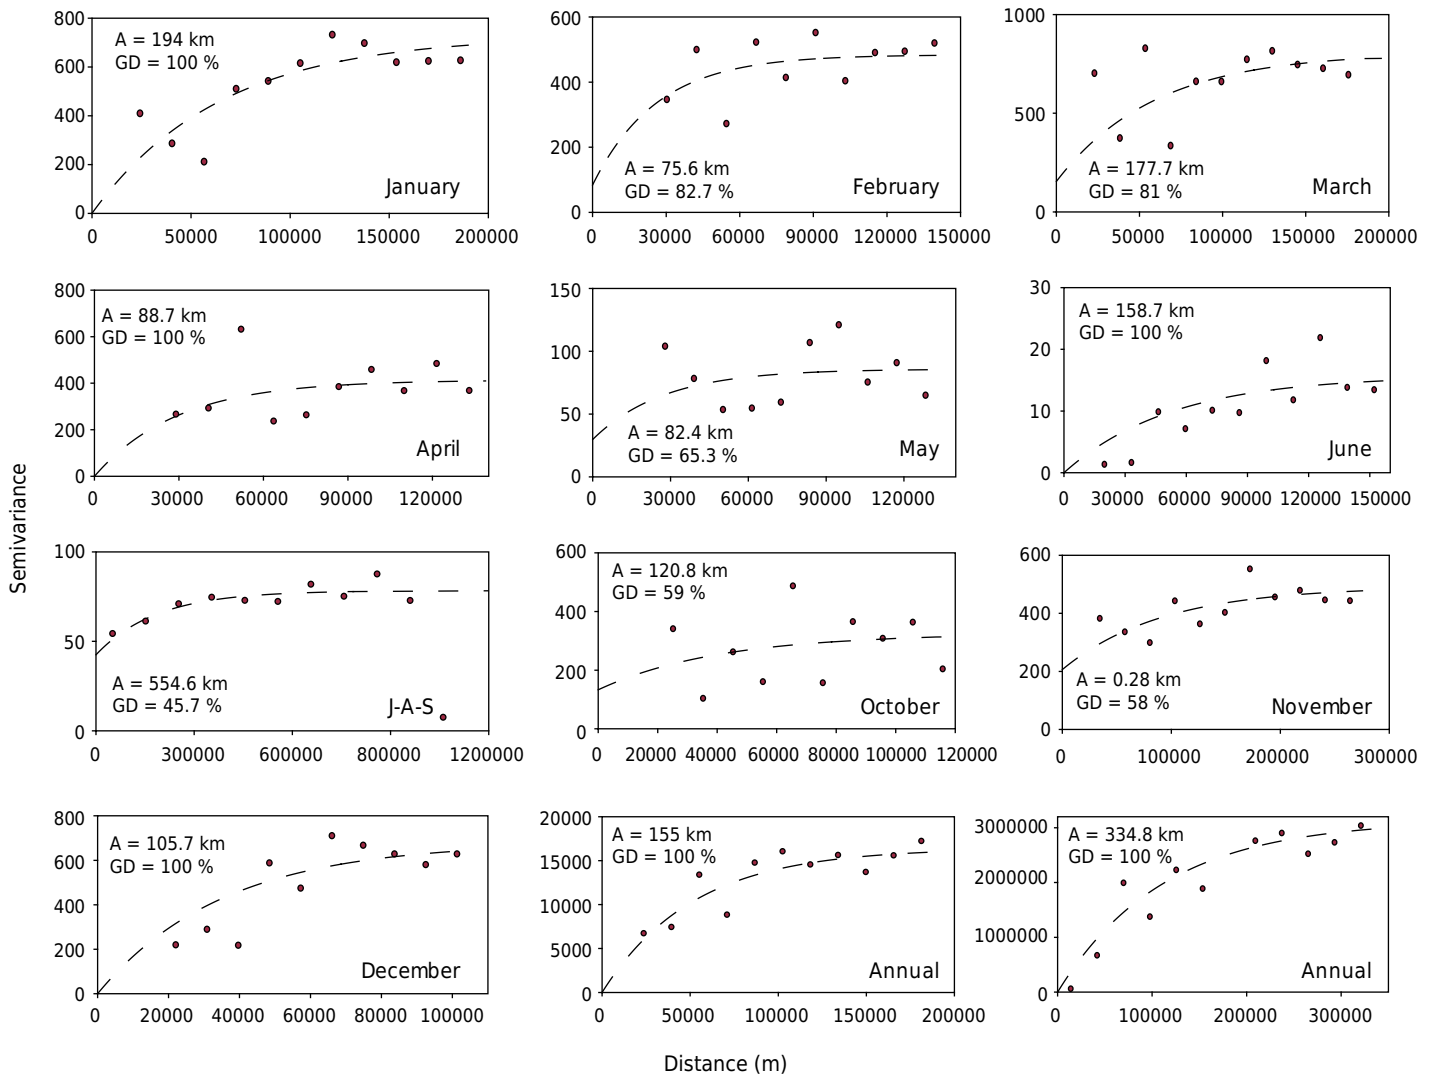 Semivariance
800
600
400
200
0
A = 194 km
GD = 100 %
January
0 50000 100000 150000 200000
600
400
200
0
A = 75.6 km
GD = 82.7 %
February
0 30000 60000 90000 120000 150000
1000
500
0
A = 177.7 km
GD = 81 %
March
0 50000 100000 150000 200000
800
600
400
200
0
A = 88.7 km
GD = 100 %
April
0 30000 60000 90000 120000
150
100
50
0
A = 82.4 km
GD = 65.3 %
May
0 30000 60000 90000 120000
30
20
10
0
A = 158.7 km
GD = 100 %
June
0 30000 60000 90000 120000 150000
100
50
0
A = 554.6 km
GD = 45.7 %
J-A-S
0 300000 600000 900000 1200000
600
400
200
0
A = 120.8 km
GD = 59 %
October
0 20000 40000 60000 80000 100000 120000
600
400
200
0
A = 0.28 km
GD = 58 %
November
0 100000 200000 300000
800
600
400
200
0
A = 105.7 km
GD = 100 %
December
0 20000 40000 60000 80000 100000
20000
15000
10000
5000
0
A = 155 km
GD = 100 %
Annual
0 50000 100000 150000 200000
3000000
2000000
1000000
0
A = 334.8 km
GD = 100 %
Annual
0 100000 200000 300000
Distance (m)